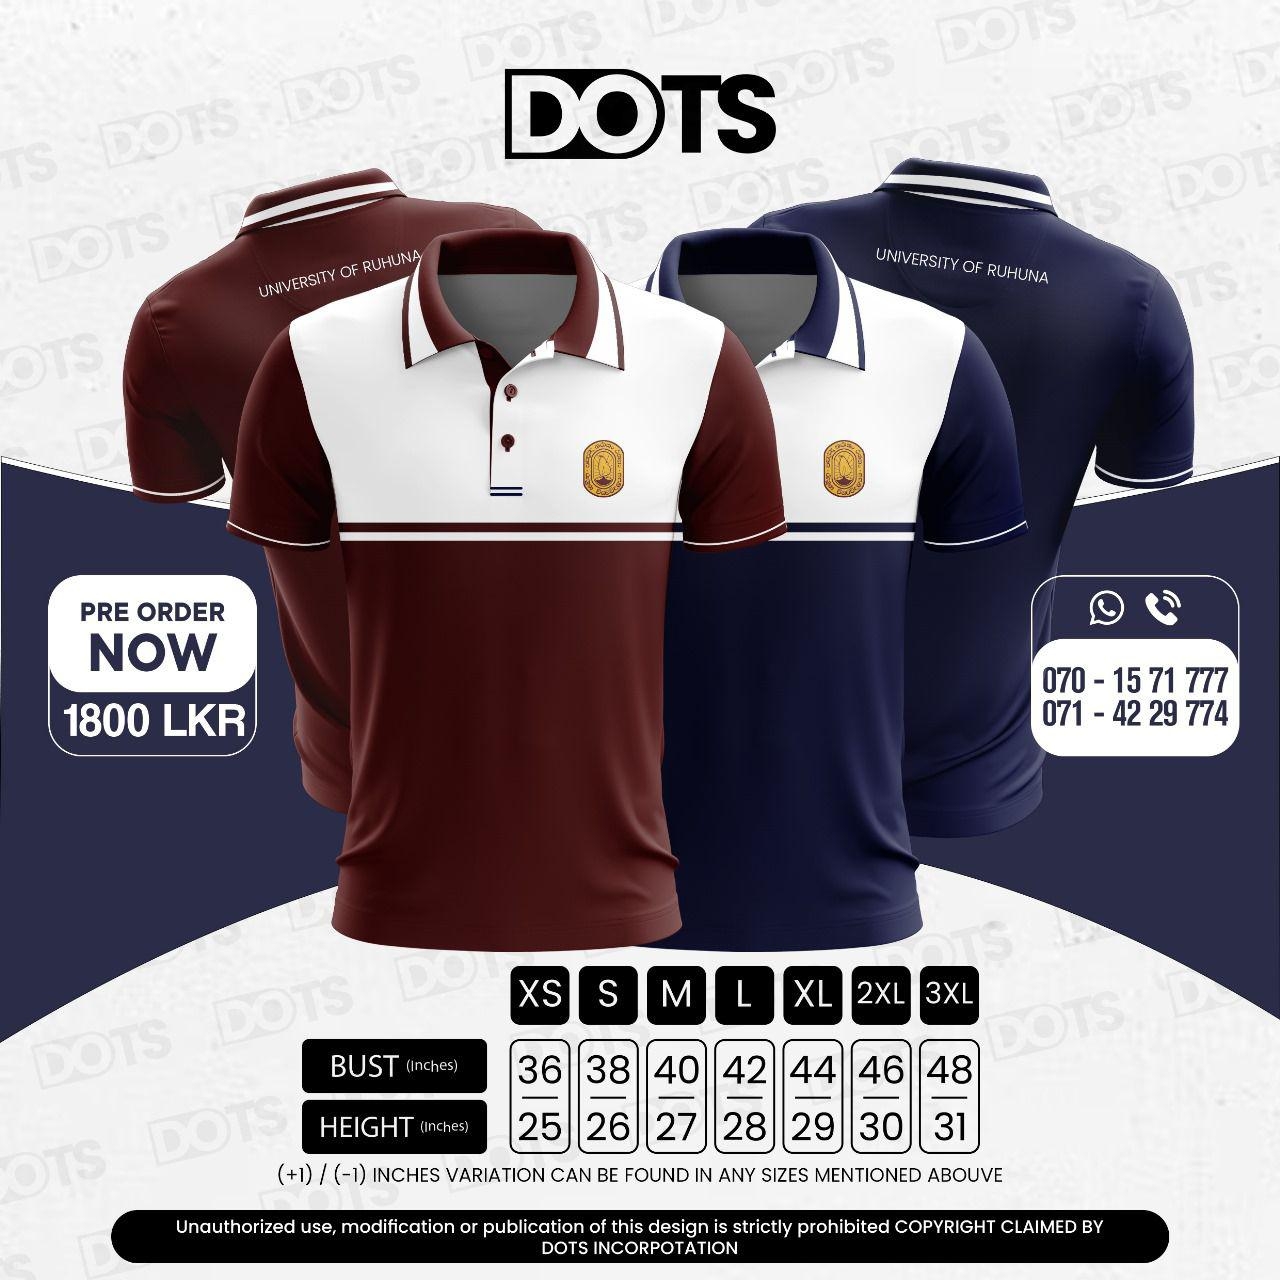 DOTS
UNIVERSITY OF RUHUNA
UNIVERSITY OF RUHUNA
PRE ORDER
NOW
1800 LKR
070 - 15 71 777
071 - 42 29 774
XS S M L XL 2XL 3XL
BUST (Inches) 36 38 40 42 44 46 48
HEIGHT (Inches) 25 26 27 28 29 30 31
(+1) / (-1) INCHES VARIATION CAN BE FOUND IN ANY SIZES MENTIONED ABOUVE
Unauthorized use, modification or publication of this design is strictly prohibited COPYRIGHT CLAIMED BY
DOTS INCORPOTATION